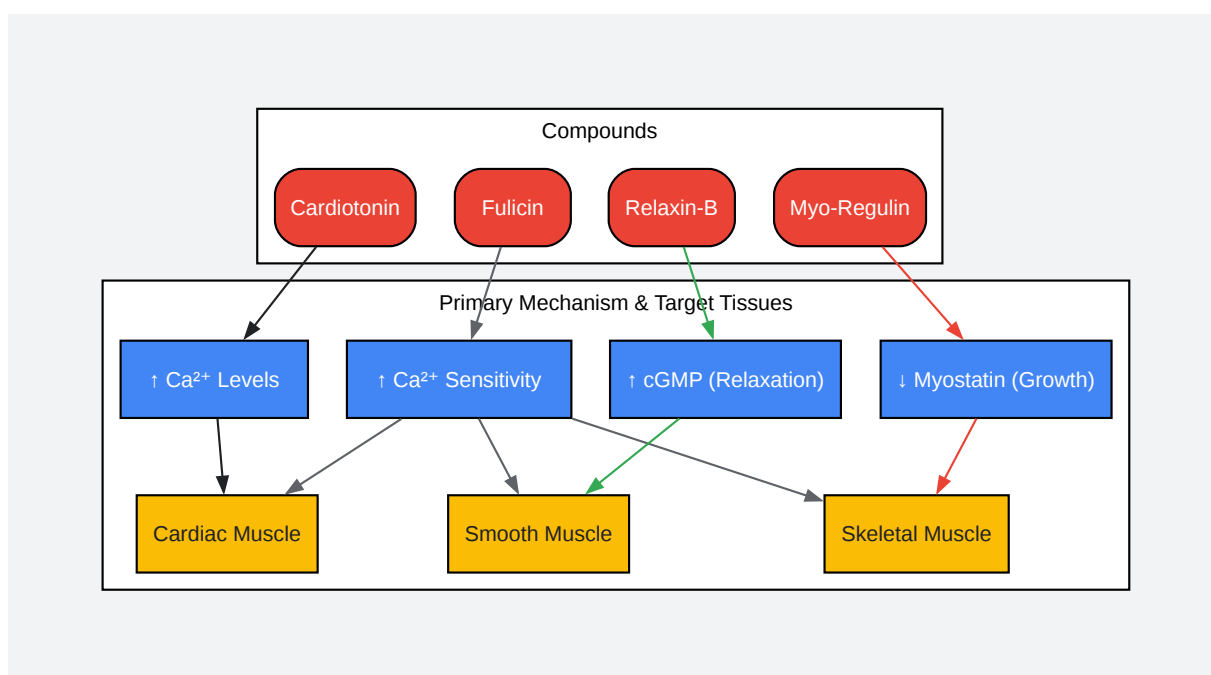 Compounds
Cardiotonin
Fulicin
Relaxin-B
Myo-Regulin
Primary Mechanism & Target Tissues
↑ Ca²⁺ Levels
↑ Ca²⁺ Sensitivity
↑ cGMP (Relaxation)
↓ Myostatin (Growth)
Cardiac Muscle
Smooth Muscle
Skeletal Muscle